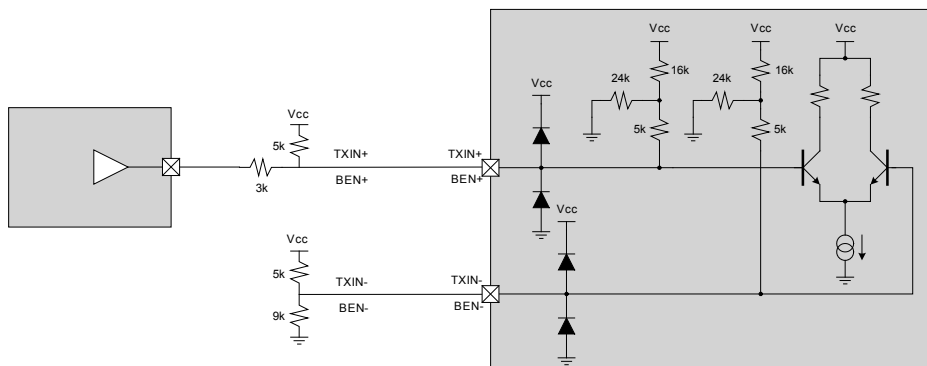 Vcc
Vcc
Vcc
16k
16k
24k
24k
Vcc
Vcc
5k
5k
5k
TXIN+
TXIN+
BEN+
BEN+
3k
Vcc
Vcc
5k
TXIN-
TXIN-
BEN-
BEN-
9k